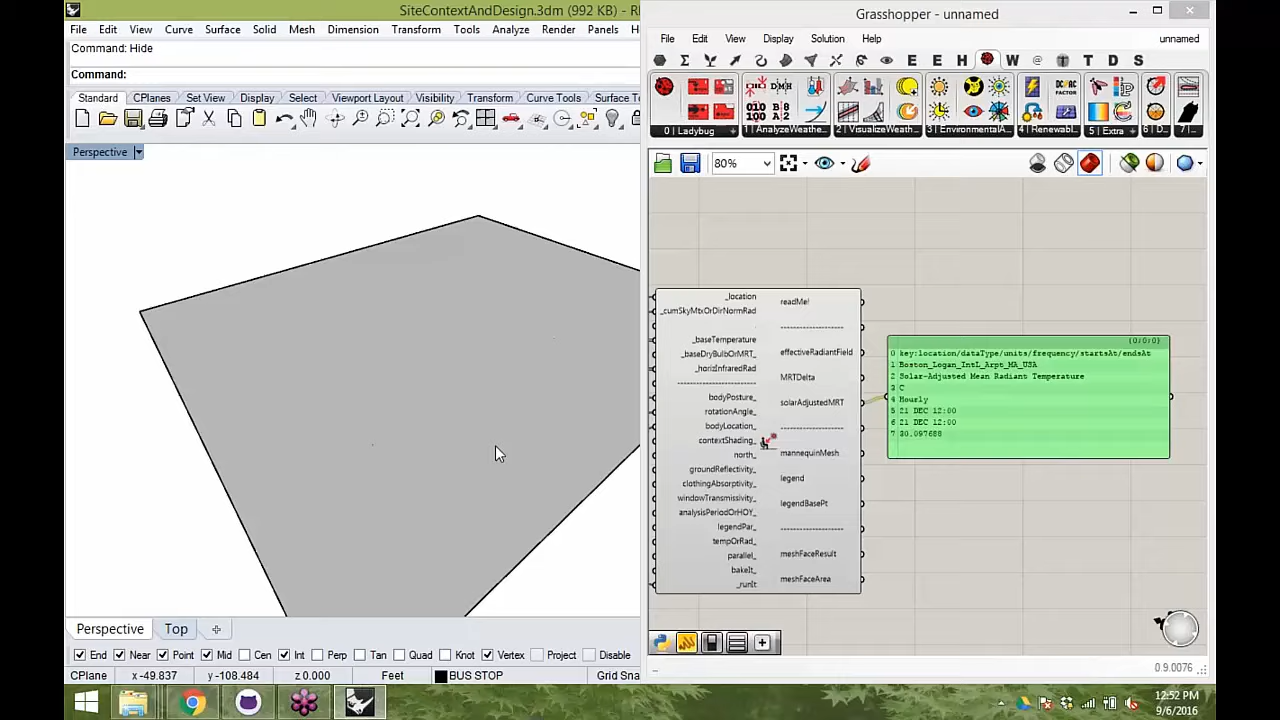 SiteContextAndDesign.3dm (992 KB) - R
File Edit View Curve Surface Solid Mesh Dimension Transform Tools Analyze Render Panels H
Command: Hide
Command:
Standard CPlanes Set View Display Select Viewport Layout Visibility Transform Curve Tools Surface To
Perspective
Perspective Top
End Near Point Mid Cen Int Perp Tan Quad Knot Vertex Project Disable
CPlane x -49.837 y -108.484 z 0.000 Feet BUS STOP Grid Sna
Grasshopper - unnamed
File Edit View Display Solution Help unnamed
E E H W @ T D S
0 | Ladybug 1 | AnalyzeWeathe... 2 | VisualizeWeath... 3 | EnvironmentalA... 4 | Renewabl... 5 | Extra 6 | D... 7 |...
80%
_location
_cumSkyMtxOrDirNormRad
_baseTemperature
_baseDryBulbOrMRT_
_horizInfraredRad
--------------------
bodyPosture_
rotationAngle_
bodyLocation_
contextShading_
north_
groundReflectivity_
clothingAbsorptivity_
windowTransmissivity_
analysisPeriodOrHOY_
legendPar_
tempOrRad_
parallel_
bakeIt_
_runIt
readMe!
--------------------
effectiveRadiantField
MRTDelta
solarAdjustedMRT
--------------------
mannequinMesh
legend
legendBasePt
--------------------
meshFaceResult
meshFaceArea
{0;0;0}
0 key:location/dataType/units/frequency/startsAt/endsAt
1 Boston_Logan_IntL_Arpt_MA_USA
2 Solar-Adjusted Mean Radiant Temperature
3 C
4 Hourly
5 21 DEC 12:00
6 21 DEC 12:00
7 30.097688
0.9.0076
12:52 PM
9/6/2016